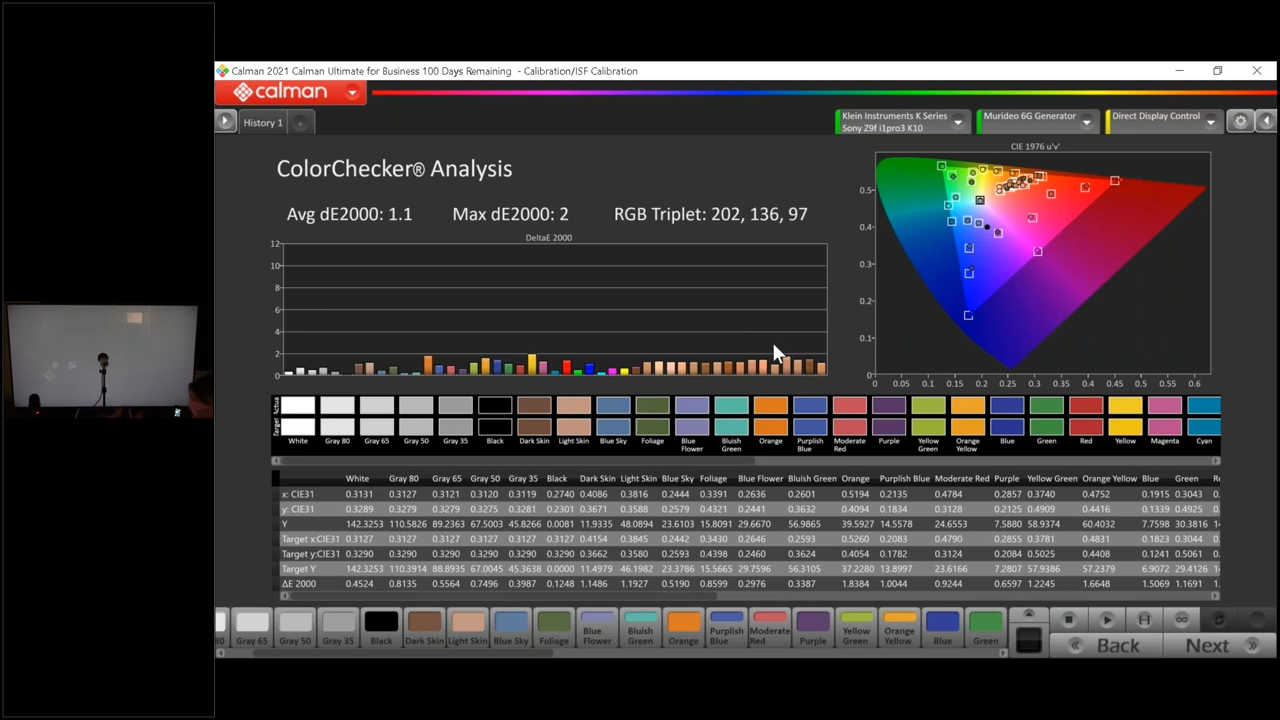 Calman 2021 Calman Ultimate for Business 100 Days Remaining - Calibration/ISF Calibration
calman
History 1
Klein Instruments K Series
Sony Z9f i1pro3 K10
Murideo 6G Generator
Direct Display Control
ColorChecker® Analysis
Avg dE2000: 1.1 Max dE2000: 2 RGB Triplet: 202, 136, 97
DeltaE 2000
12
10
8
6
4
2
0
CIE 1976 u'v'
0.5
0.4
0.3
0.2
0.1
0
0 0.05 0.1 0.15 0.2 0.25 0.3 0.35 0.4 0.45 0.5 0.55 0.6
Target
White Gray 80 Gray 65 Gray 50 Gray 35 Black Dark Skin Light Skin Blue Sky Foliage Blue Flower Bluish Green Orange Purplish Blue Moderate Red Purple Yellow Green Orange Yellow Blue Green Red Yellow Magenta Cyan
White Gray 80 Gray 65 Gray 50 Gray 35 Black Dark Skin Light Skin Blue Sky Foliage Blue Flower Bluish Green Orange Purplish Blue Moderate Red Purple Yellow Green Orange Yellow Blue Green
x: CIE31 0.3131 0.3127 0.3121 0.3120 0.3119 0.2740 0.4086 0.3816 0.2444 0.3391 0.2636 0.2601 0.5194 0.2135 0.4784 0.2857 0.3740 0.4752 0.1915 0.3043
y: CIE31 0.3289 0.3279 0.3279 0.3275 0.3281 0.2301 0.3671 0.3588 0.2579 0.4321 0.2441 0.3632 0.4094 0.1834 0.3128 0.2125 0.4909 0.4416 0.1339 0.4925
Y 142.3253 110.5826 89.2363 67.5003 45.8266 0.0081 11.9335 48.0894 23.6103 15.8091 29.6670 56.9865 39.5927 14.5578 24.6553 7.5880 58.9374 60.4032 7.7598 30.3816
Target x:CIE31 0.3127 0.3127 0.3127 0.3127 0.3127 0.3127 0.4154 0.3845 0.2442 0.3430 0.2646 0.2593 0.5260 0.2083 0.4790 0.2855 0.3781 0.4831 0.1823 0.3044
Target y:CIE31 0.3290 0.3290 0.3290 0.3290 0.3290 0.3290 0.3662 0.3580 0.2593 0.4398 0.2460 0.3624 0.4054 0.1782 0.3124 0.2084 0.5025 0.4408 0.1241 0.5061
Target Y 142.3253 110.3914 88.8935 67.5455 45.3638 0.0000 11.4979 46.1982 23.3786 15.5665 29.7596 56.3105 37.2280 13.8997 23.6166 7.2807 57.9386 57.2379 6.9072 29.4126
ΔE 2000 0.4524 0.8135 0.5564 0.7496 0.3987 0.1248 1.1486 1.1927 0.5190 0.8599 0.2976 0.3387 1.8384 1.0044 0.9244 0.6597 1.2245 1.6648 1.5069 1.1691
80 Gray 65 Gray 50 Gray 35 Black Dark Skin Light Skin Blue Sky Foliage Blue Flower Bluish Green Orange Purplish Blue Moderate Red Purple Yellow Green Orange Yellow Blue Green
Back Next